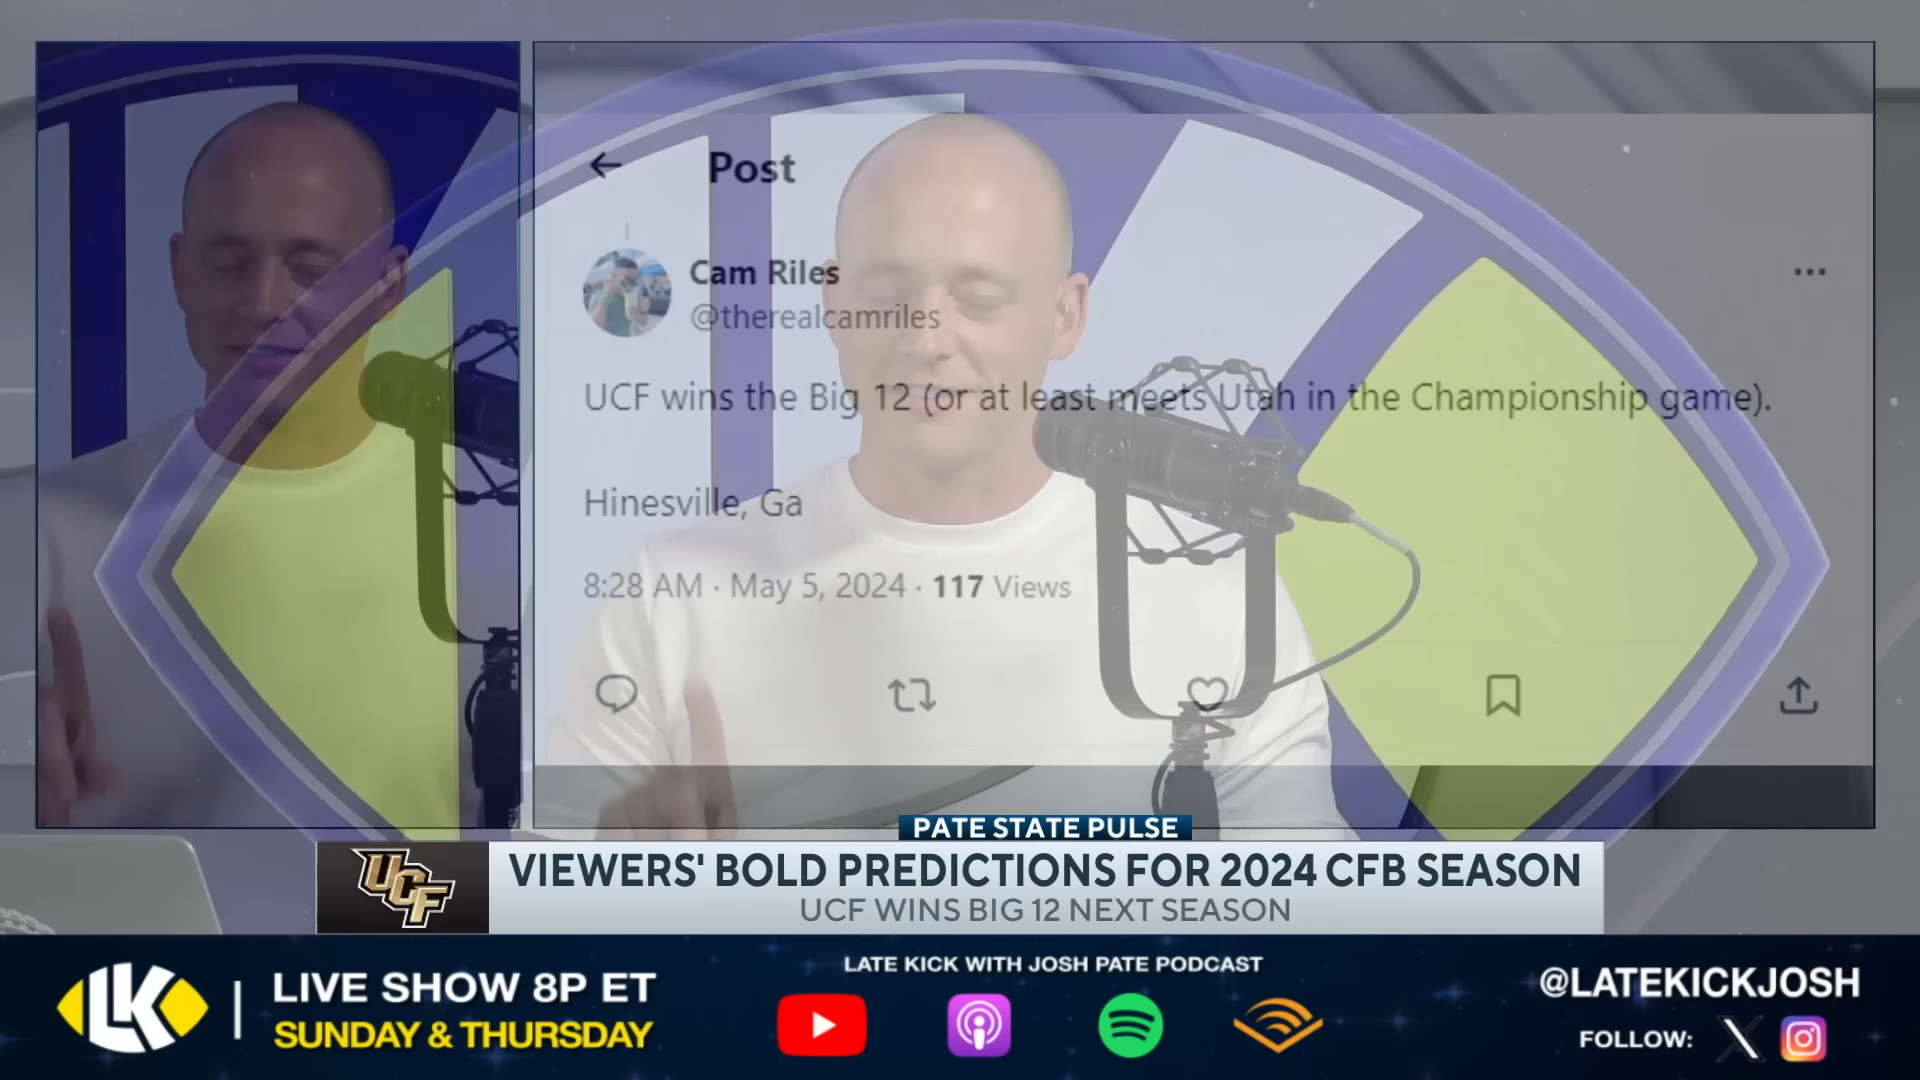 Post
Cam Riles
@therealcamriles
UCF wins the Big 12 (or at least meets Utah in the Championship game).
Hinesville, Ga
8:28 AM · May 5, 2024 · 117 Views
PATE STATE PULSE
UCF
VIEWERS' BOLD PREDICTIONS FOR 2024 CFB SEASON
UCF WINS BIG 12 NEXT SEASON
LATE KICK WITH JOSH PATE PODCAST
LK
LIVE SHOW 8P ET
SUNDAY & THURSDAY
@LATEKICKJOSH
FOLLOW: